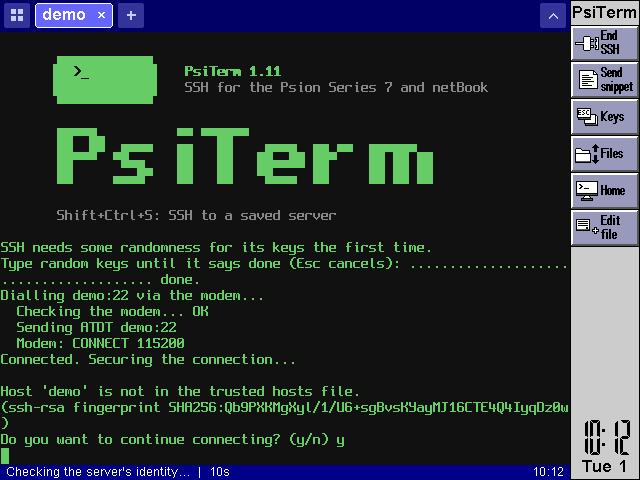 demo × +
PsiTerm
>_
PsiTerm 1.11
SSH for the Psion Series 7 and netBook
PsiTerm
Shift+Ctrl+S: SSH to a saved server
SSH needs some randomness for its keys the first time.
Type random keys until it says done (Esc cancels): ....................
................... done.
Dialling demo:22 via the modem...
Checking the modem... OK
Sending ATDT demo:22
Modem: CONNECT 115200
Connected. Securing the connection...
Host 'demo' is not in the trusted hosts file.
(ssh-rsa fingerprint SHA256:Qb9PXKMgXyl/1/U6+sgBvsK9ayMJ16CTE4Q4IyqDz0w
)
Do you want to continue connecting? (y/n) y
Checking the server's identity... | 10s
10:12
End
SSH
Send
snippet
ESC
Keys
Files
>_
Home
Edit
file
10:12
Tue 1